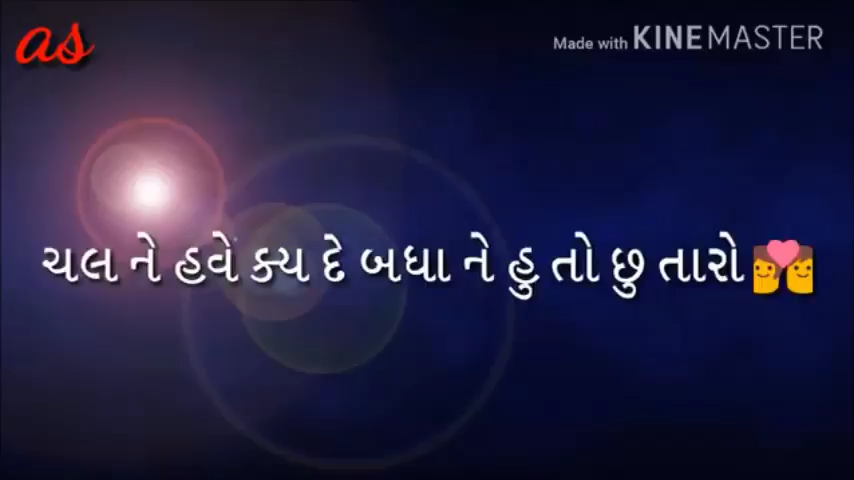 as
Made with KINEMASTER
ચલ ને હવે ક્ય દે બધા ને હુ તો છુ તારો 💏